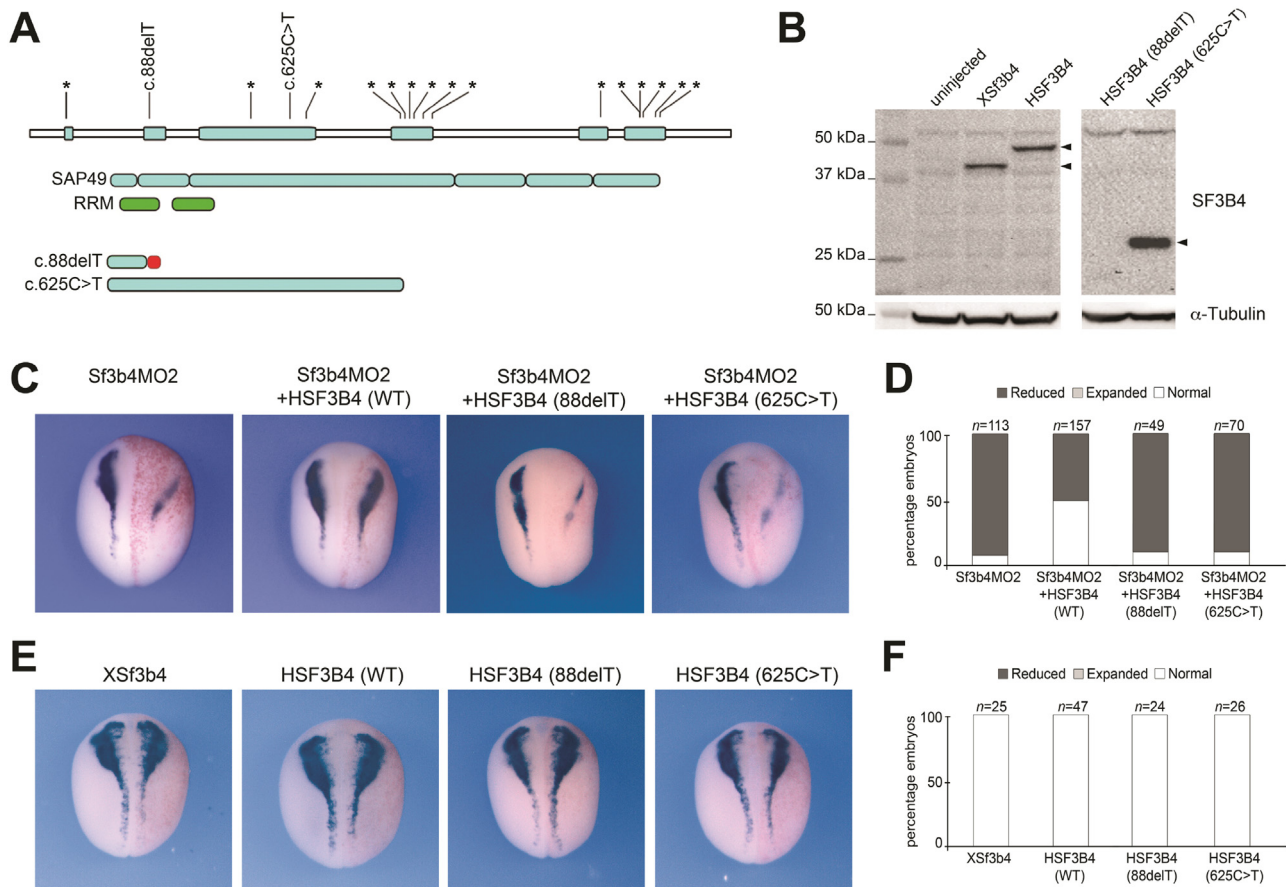 A
c.88delT
c.625C>T
* * * * * * * * * * * * * *
SAP49
RRM
c.88delT
c.625C>T
B
uninjected
XSf3b4
HSF3B4
HSF3B4 (88delT)
HSF3B4 (625C>T)
50 kDa
37 kDa
25 kDa
50 kDa
SF3B4
α-Tubulin
C
Sf3b4MO2
Sf3b4MO2
+HSF3B4 (WT)
Sf3b4MO2
+HSF3B4 (88delT)
Sf3b4MO2
+HSF3B4 (625C>T)
D
Reduced Expanded Normal
n=113 n=157 n=49 n=70
percentage embryos
100
50
0
Sf3b4MO2
Sf3b4MO2
+HSF3B4
(WT)
Sf3b4MO2
+HSF3B4
(88delT)
Sf3b4MO2
+HSF3B4
(625C>T)
E
XSf3b4
HSF3B4 (WT)
HSF3B4 (88delT)
HSF3B4 (625C>T)
F
Reduced Expanded Normal
n=25 n=47 n=24 n=26
percentage embryos
100
50
0
XSf3b4
HSF3B4
(WT)
HSF3B4
(88delT)
HSF3B4
(625C>T)